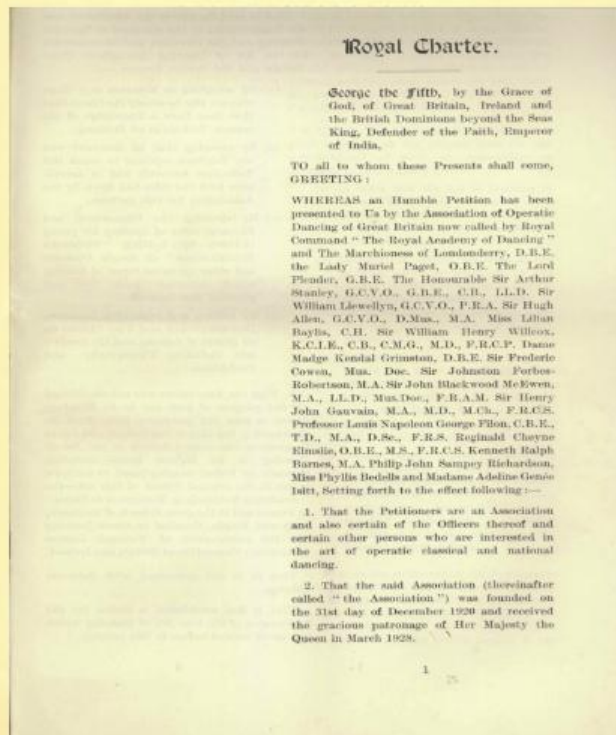 Royal Charter.
George the Fifth, by the Grace of
God, of Great Britain, Ireland and
the British Dominions beyond the Seas
King, Defender of the Faith, Emperor
of India,
TO all to whom these Presents shall come,
GREETING :
WHEREAS an Humble Petition has been
presented to Us by the Association of Operatic
Dancing of Great Britain now called by Royal
Command “ The Royal Academy of Dancing ”
and The Marchioness of Londonderry, D.B.E.
the Lady Muriel Paget, O.B.E. The Lord
Plender, G.B.E. The Honourable Sir Arthur
Stanley, G.C.V.O., G.B.E., C.B., LL.D. Sir
William Llewellyn, G.C.V.O., P.R.A. Sir Hugh
Allen, G.C.V.O., D.Mus., M.A. Miss Lilian
Baylis, C.H. Sir William Henry Willcox,
K.C.I.E., C.B., C.M.G., M.D., F.R.C.P. Dame
Madge Kendal Grimston, D.B.E. Sir Frederic
Cowen, Mus. Doc. Sir Johnston Forbes-
Robertson, M.A. Sir John Blackwood McEwen,
M.A., LL.D., Mus.Doc., F.R.A.M. Sir Henry
John Gauvain, M.A., M.D., M.Ch., F.R.C.S.
Professor Louis Napoleon George Filon, C.B.E.,
T.D., M.A., D.Sc., F.R.S. Reginald Cheyne
Elmslie, O.B.E., M.S., F.R.C.S. Kenneth Ralph
Barnes, M.A. Philip John Sampey Richardson,
Miss Phyllis Bedells and Madame Adeline Genée
Isitt, Setting forth to the effect following :—
1. That the Petitioners are an Association
and also certain of the Officers thereof and
certain other persons who are interested in
the art of operatic classical and national
dancing.
2. That the said Association (thereinafter
called “ the Association ”) was founded on
the 31st day of December 1920 and received
the gracious patronage of Her Majesty the
Queen in March 1928.
1